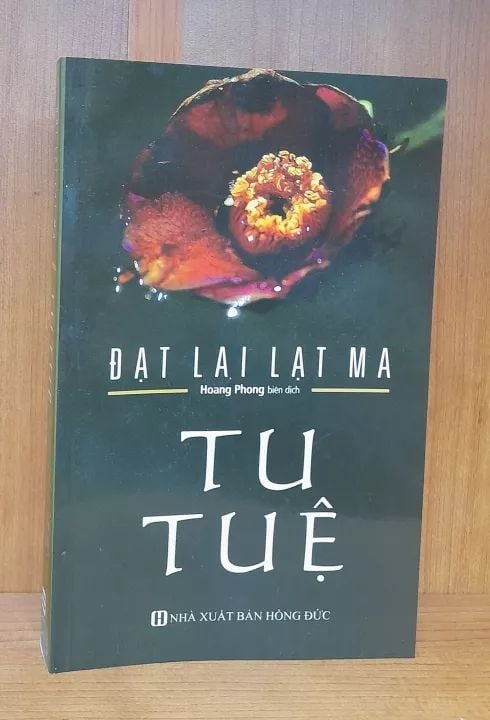 ĐẠT LAI LẠT MA
Hoang Phong biên dịch
TU
TUỆ
NHÀ XUẤT BẢN HỒNG ĐỨC